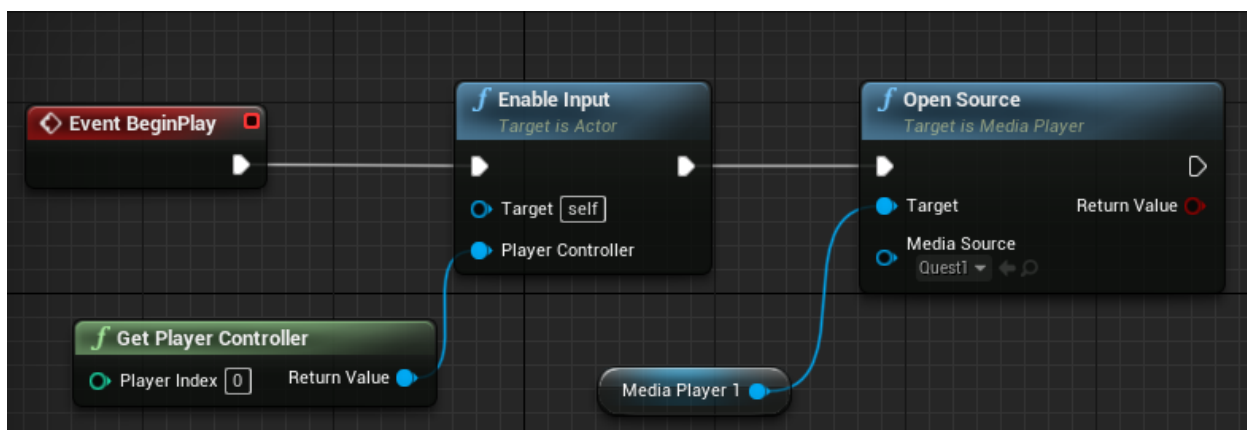 Event BeginPlay
Enable Input
Target is Actor
Target self
Player Controller
Open Source
Target is Media Player
Target
Return Value
Media Source
Quest1
Get Player Controller
Player Index 0
Return Value
Media Player 1